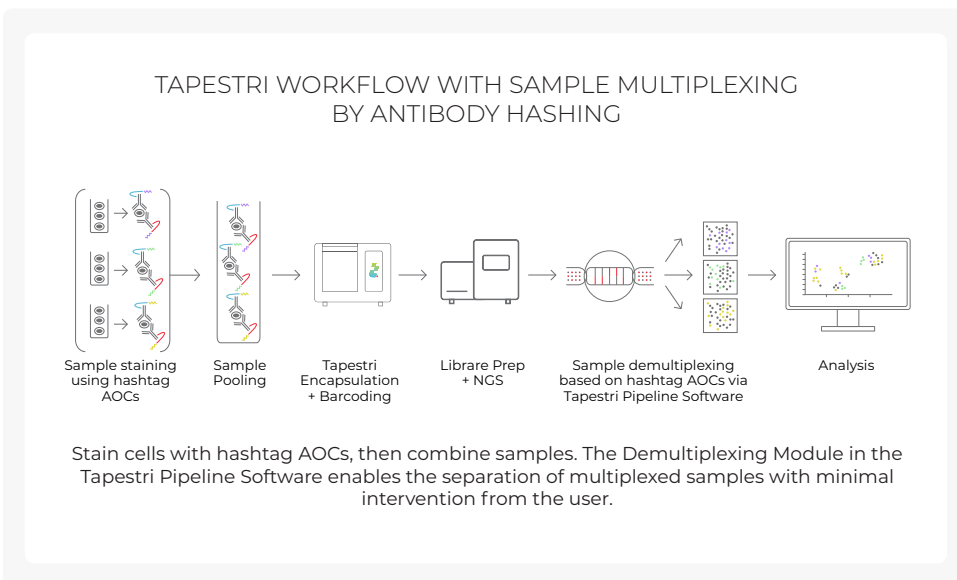 TAPESTRI WORKFLOW WITH SAMPLE MULTIPLEXING
BY ANTIBODY HASHING
Sample staining
using hashtag
AOCs
Sample
Pooling
Tapestri
Encapsulation
+ Barcoding
Librare Prep
+ NGS
Sample demultiplexing
based on hashtag AOCs via
Tapestri Pipeline Software
Analysis
Stain cells with hashtag AOCs, then combine samples. The Demultiplexing Module in the
Tapestri Pipeline Software enables the separation of multiplexed samples with minimal
intervention from the user.